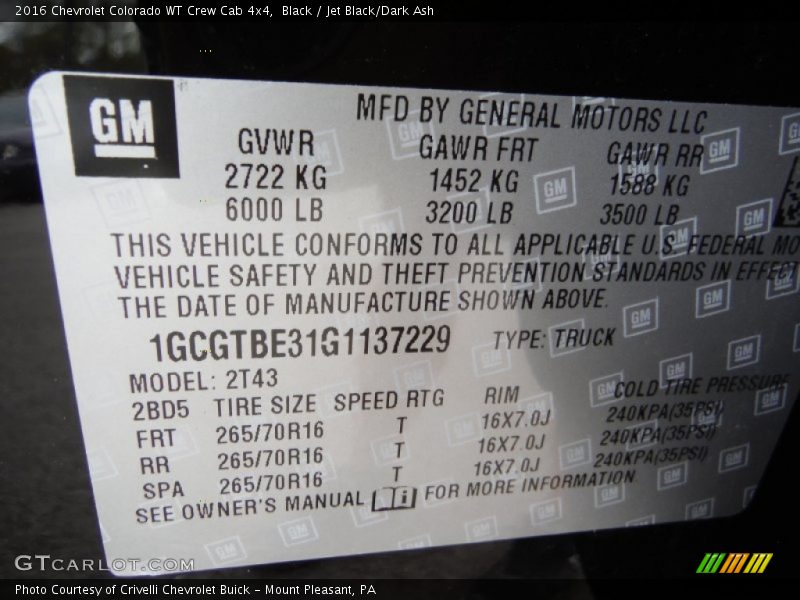 2016 Chevrolet Colorado WT Crew Cab 4x4, Black / Jet Black/Dark Ash
GM
MFD BY GENERAL MOTORS LLC
GVWR GAWR FRT GAWR RR
2722 KG 1452 KG 1588 KG
6000 LB 3200 LB 3500 LB
THIS VEHICLE CONFORMS TO ALL APPLICABLE U.S. FEDERAL MO
VEHICLE SAFETY AND THEFT PREVENTION STANDARDS IN EFFECT
THE DATE OF MANUFACTURE SHOWN ABOVE.
1GCGTBE31G1137229 TYPE: TRUCK
MODEL: 2T43
2BD5 TIRE SIZE SPEED RTG RIM COLD TIRE PRESSURE
FRT 265/70R16 T 16X7.0J 240KPA(35PSI)
RR 265/70R16 T 16X7.0J 240KPA(35PSI)
SPA 265/70R16 T 16X7.0J 240KPA(35PSI)
SEE OWNER'S MANUAL i FOR MORE INFORMATION
GTCARLOT.COM
Photo Courtesy of Crivelli Chevrolet Buick - Mount Pleasant, PA